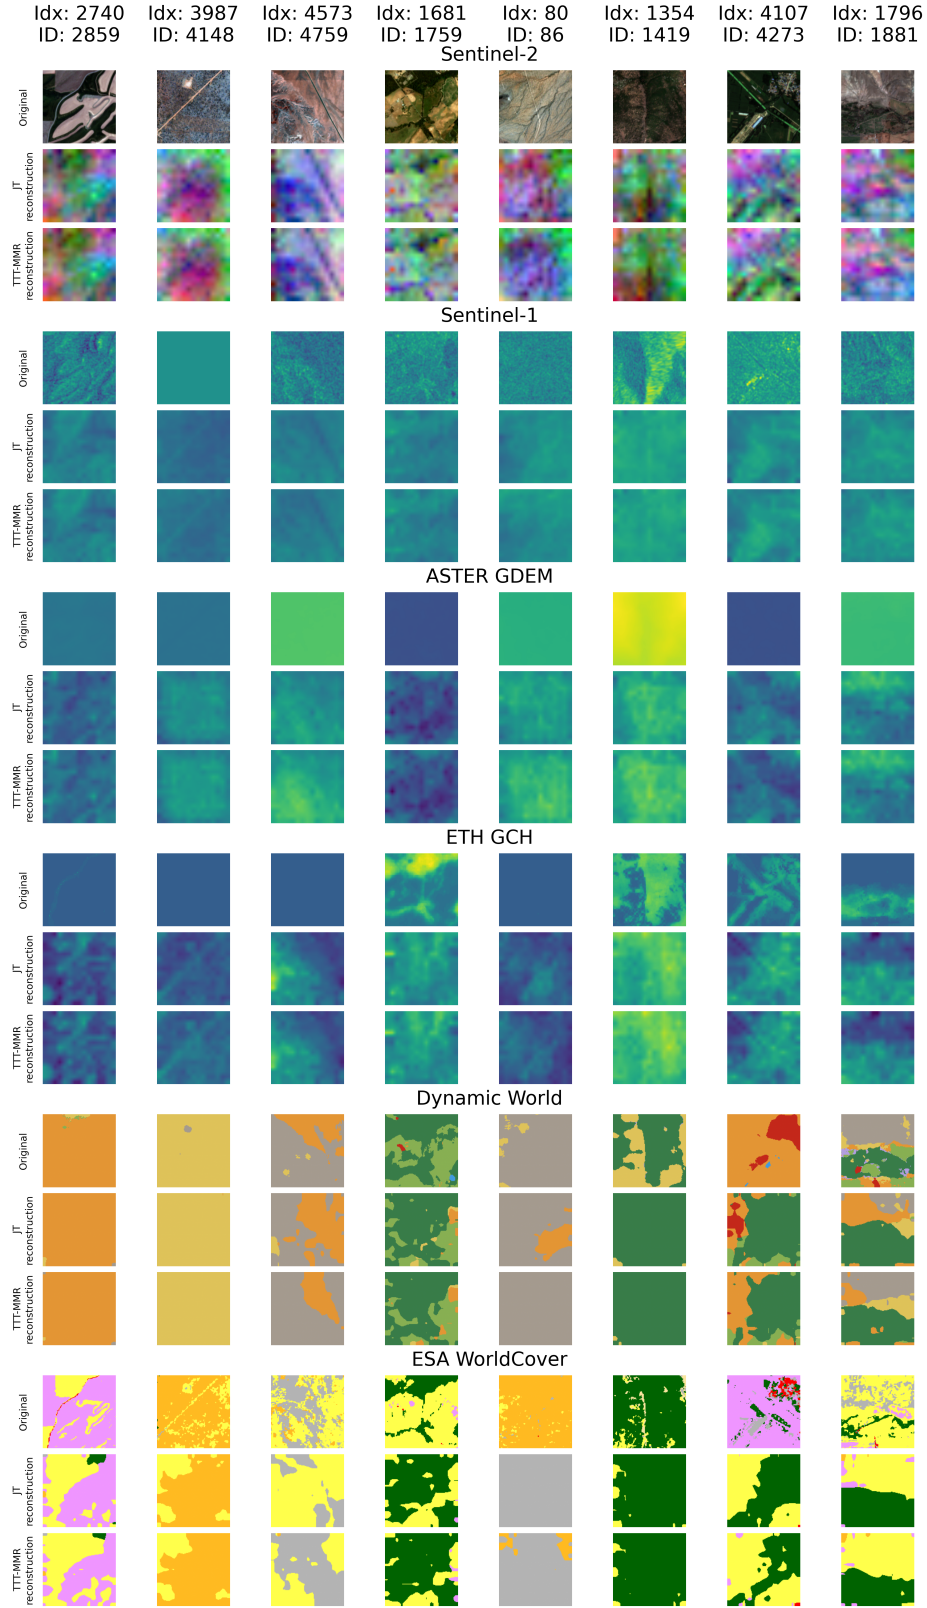 Idx: 2740 Idx: 3987 Idx: 4573 Idx: 1681 Idx: 80 Idx: 1354 Idx: 4107 Idx: 1796
ID: 2859 ID: 4148 ID: 4759 ID: 1759 ID: 86 ID: 1419 ID: 4273 ID: 1881
Sentinel-2
Original
JT
reconstruction
TTT-MMR
reconstruction
Sentinel-1
Original
JT
reconstruction
TTT-MMR
reconstruction
ASTER GDEM
Original
JT
reconstruction
TTT-MMR
reconstruction
ETH GCH
Original
JT
reconstruction
TTT-MMR
reconstruction
Dynamic World
Original
JT
reconstruction
TTT-MMR
reconstruction
ESA WorldCover
Original
JT
reconstruction
TTT-MMR
reconstruction